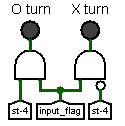 O turn X turn
st-4 input_flag st-4